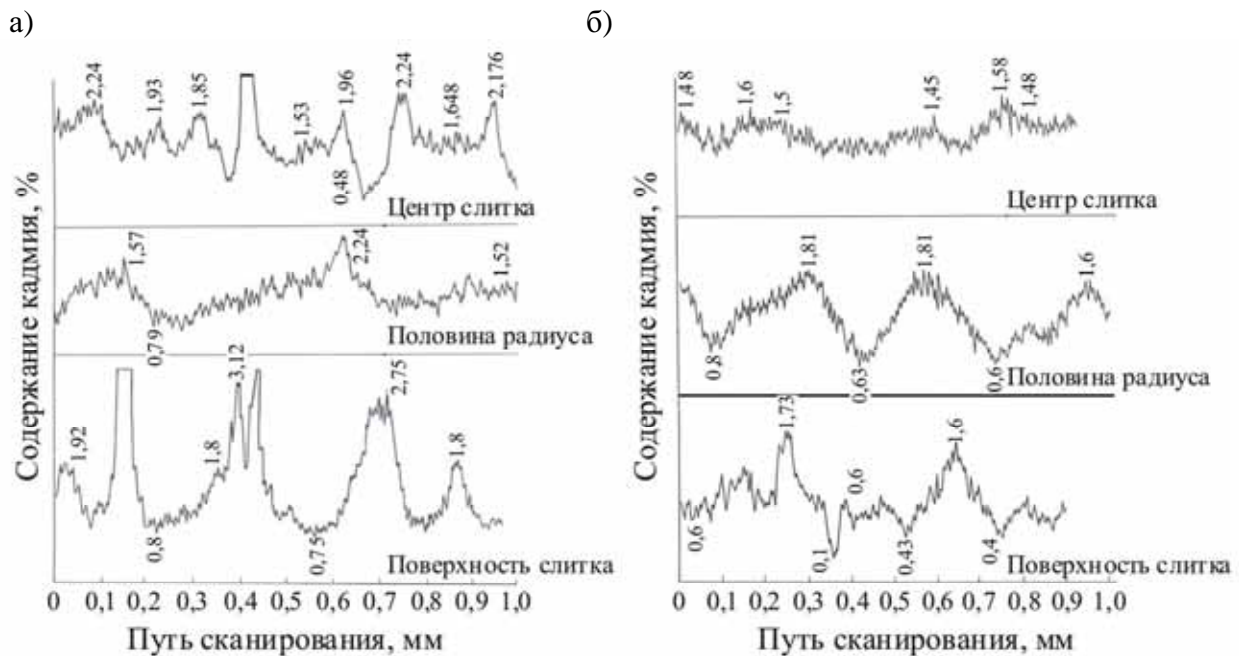 а)
б)
Содержание кадмия, %
2,24
1,93
1,85
1,53
0,48
1,96
2,24
1,648
2,176
Центр слитка
1,57
0,79
2,24
1,52
Половина радиуса
1,92
0,8
1,8
3,12
0,75
2,75
1,8
Поверхность слитка
0 0,1 0,2 0,3 0,4 0,5 0,6 0,7 0,8 0,9 1,0
Путь сканирования, мм
Содержание кадмия, %
1,48
1,6
1,5
1,45
1,58
1,48
Центр слитка
0,8
1,81
0,63
1,81
0,6
1,6
Половина радиуса
0,6
1,73
0,1
0,6
0,43
1,6
0,4
Поверхность слитка
0 0,1 0,2 0,3 0,4 0,5 0,6 0,7 0,8 0,9 1,0
Путь сканирования, мм